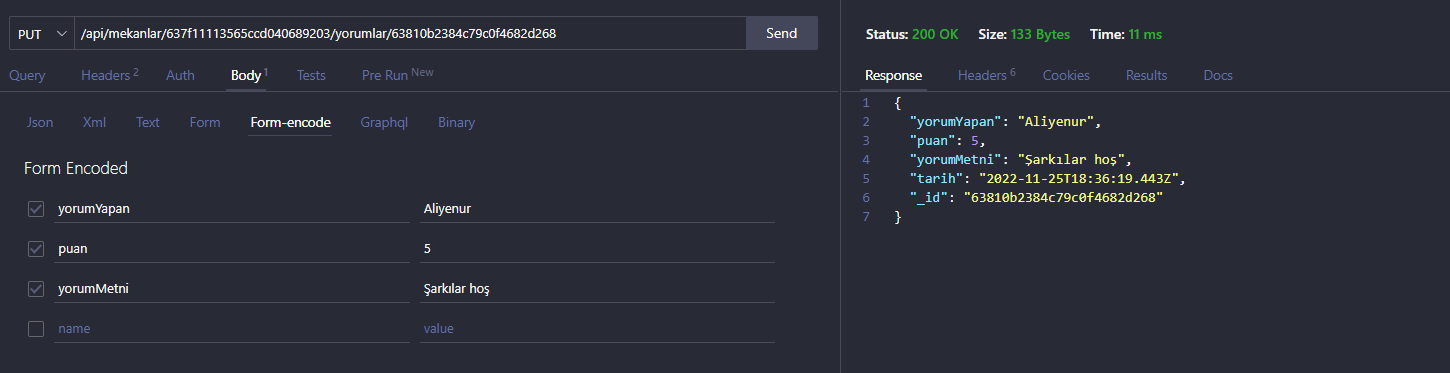 PUT /api/mekanlar/637f11113565ccd040689203/yorumlar/63810b2384c79c0f4682d268 Send
Query Headers 2 Auth Body 1 Tests Pre Run New
Json Xml Text Form Form-encode Graphql Binary
Form Encoded
yorumYapan Aliyenur
puan 5
yorumMetni Şarkılar hoş
name value
Status: 200 OK Size: 133 Bytes Time: 11 ms
Response Headers 6 Cookies Results Docs
1 {
2 "yorumYapan": "Aliyenur",
3 "puan": 5,
4 "yorumMetni": "Şarkılar hoş",
5 "tarih": "2022-11-25T18:36:19.443Z",
6 "_id": "63810b2384c79c0f4682d268"
7 }